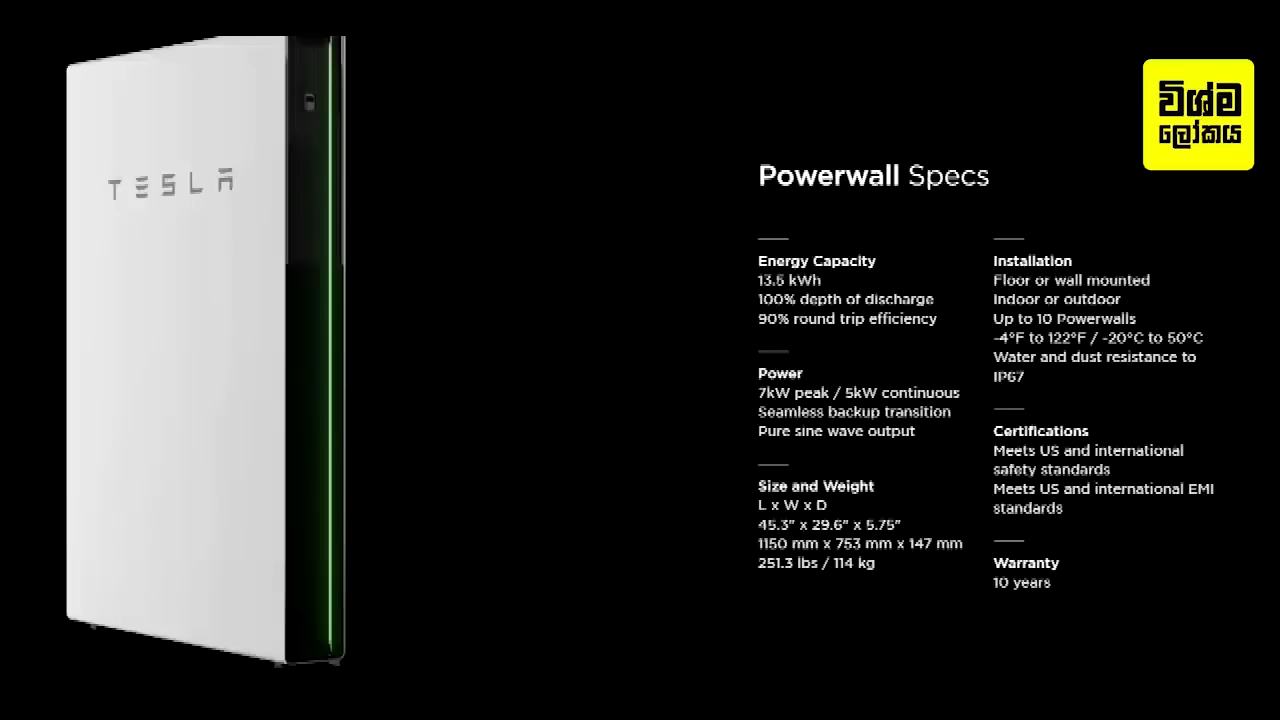 TESLA
විශ්ම
ලෝකය
Powerwall Specs
Energy Capacity
13.5 kWh
100% depth of discharge
90% round trip efficiency
Power
7kW peak / 5kW continuous
Seamless backup transition
Pure sine wave output
Size and Weight
L x W x D
45.3" x 29.6" x 5.75"
1150 mm x 753 mm x 147 mm
251.3 lbs / 114 kg
Installation
Floor or wall mounted
Indoor or outdoor
Up to 10 Powerwalls
-4°F to 122°F / -20°C to 50°C
Water and dust resistance to
IP67
Certifications
Meets US and international
safety standards
Meets US and international EMI
standards
Warranty
10 years